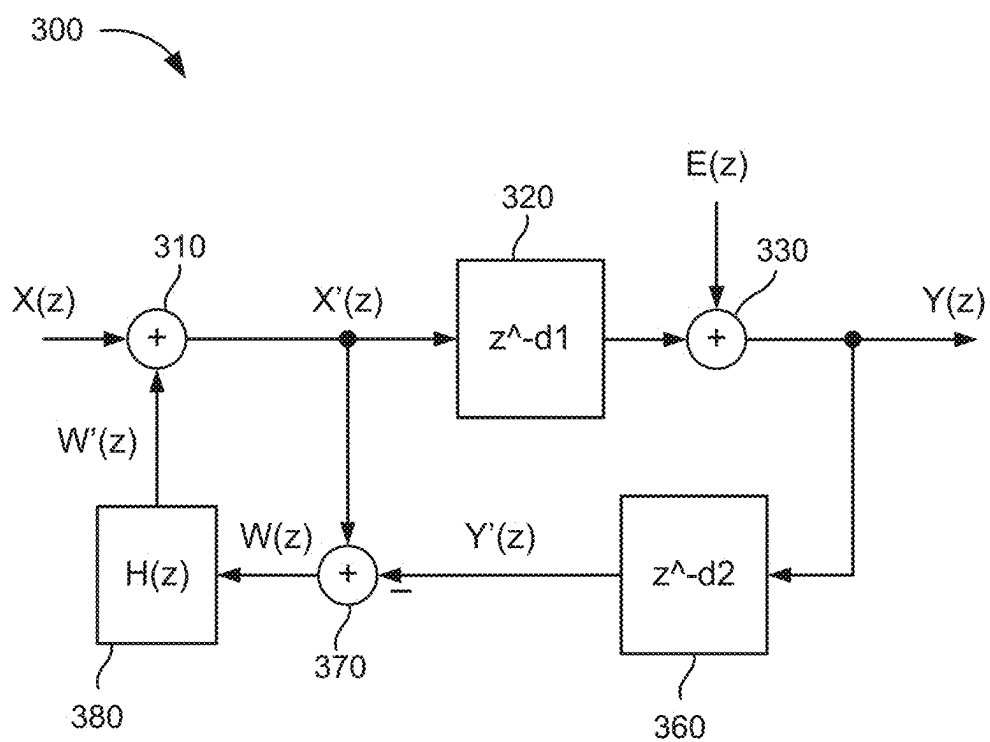 300
E(z)
320
310
330
X(z)
X'(z)
Y(z)
+
z^-d1
+
W'(z)
W(z)
Y'(z)
H(z)
+
z^-d2
–
370
380
360